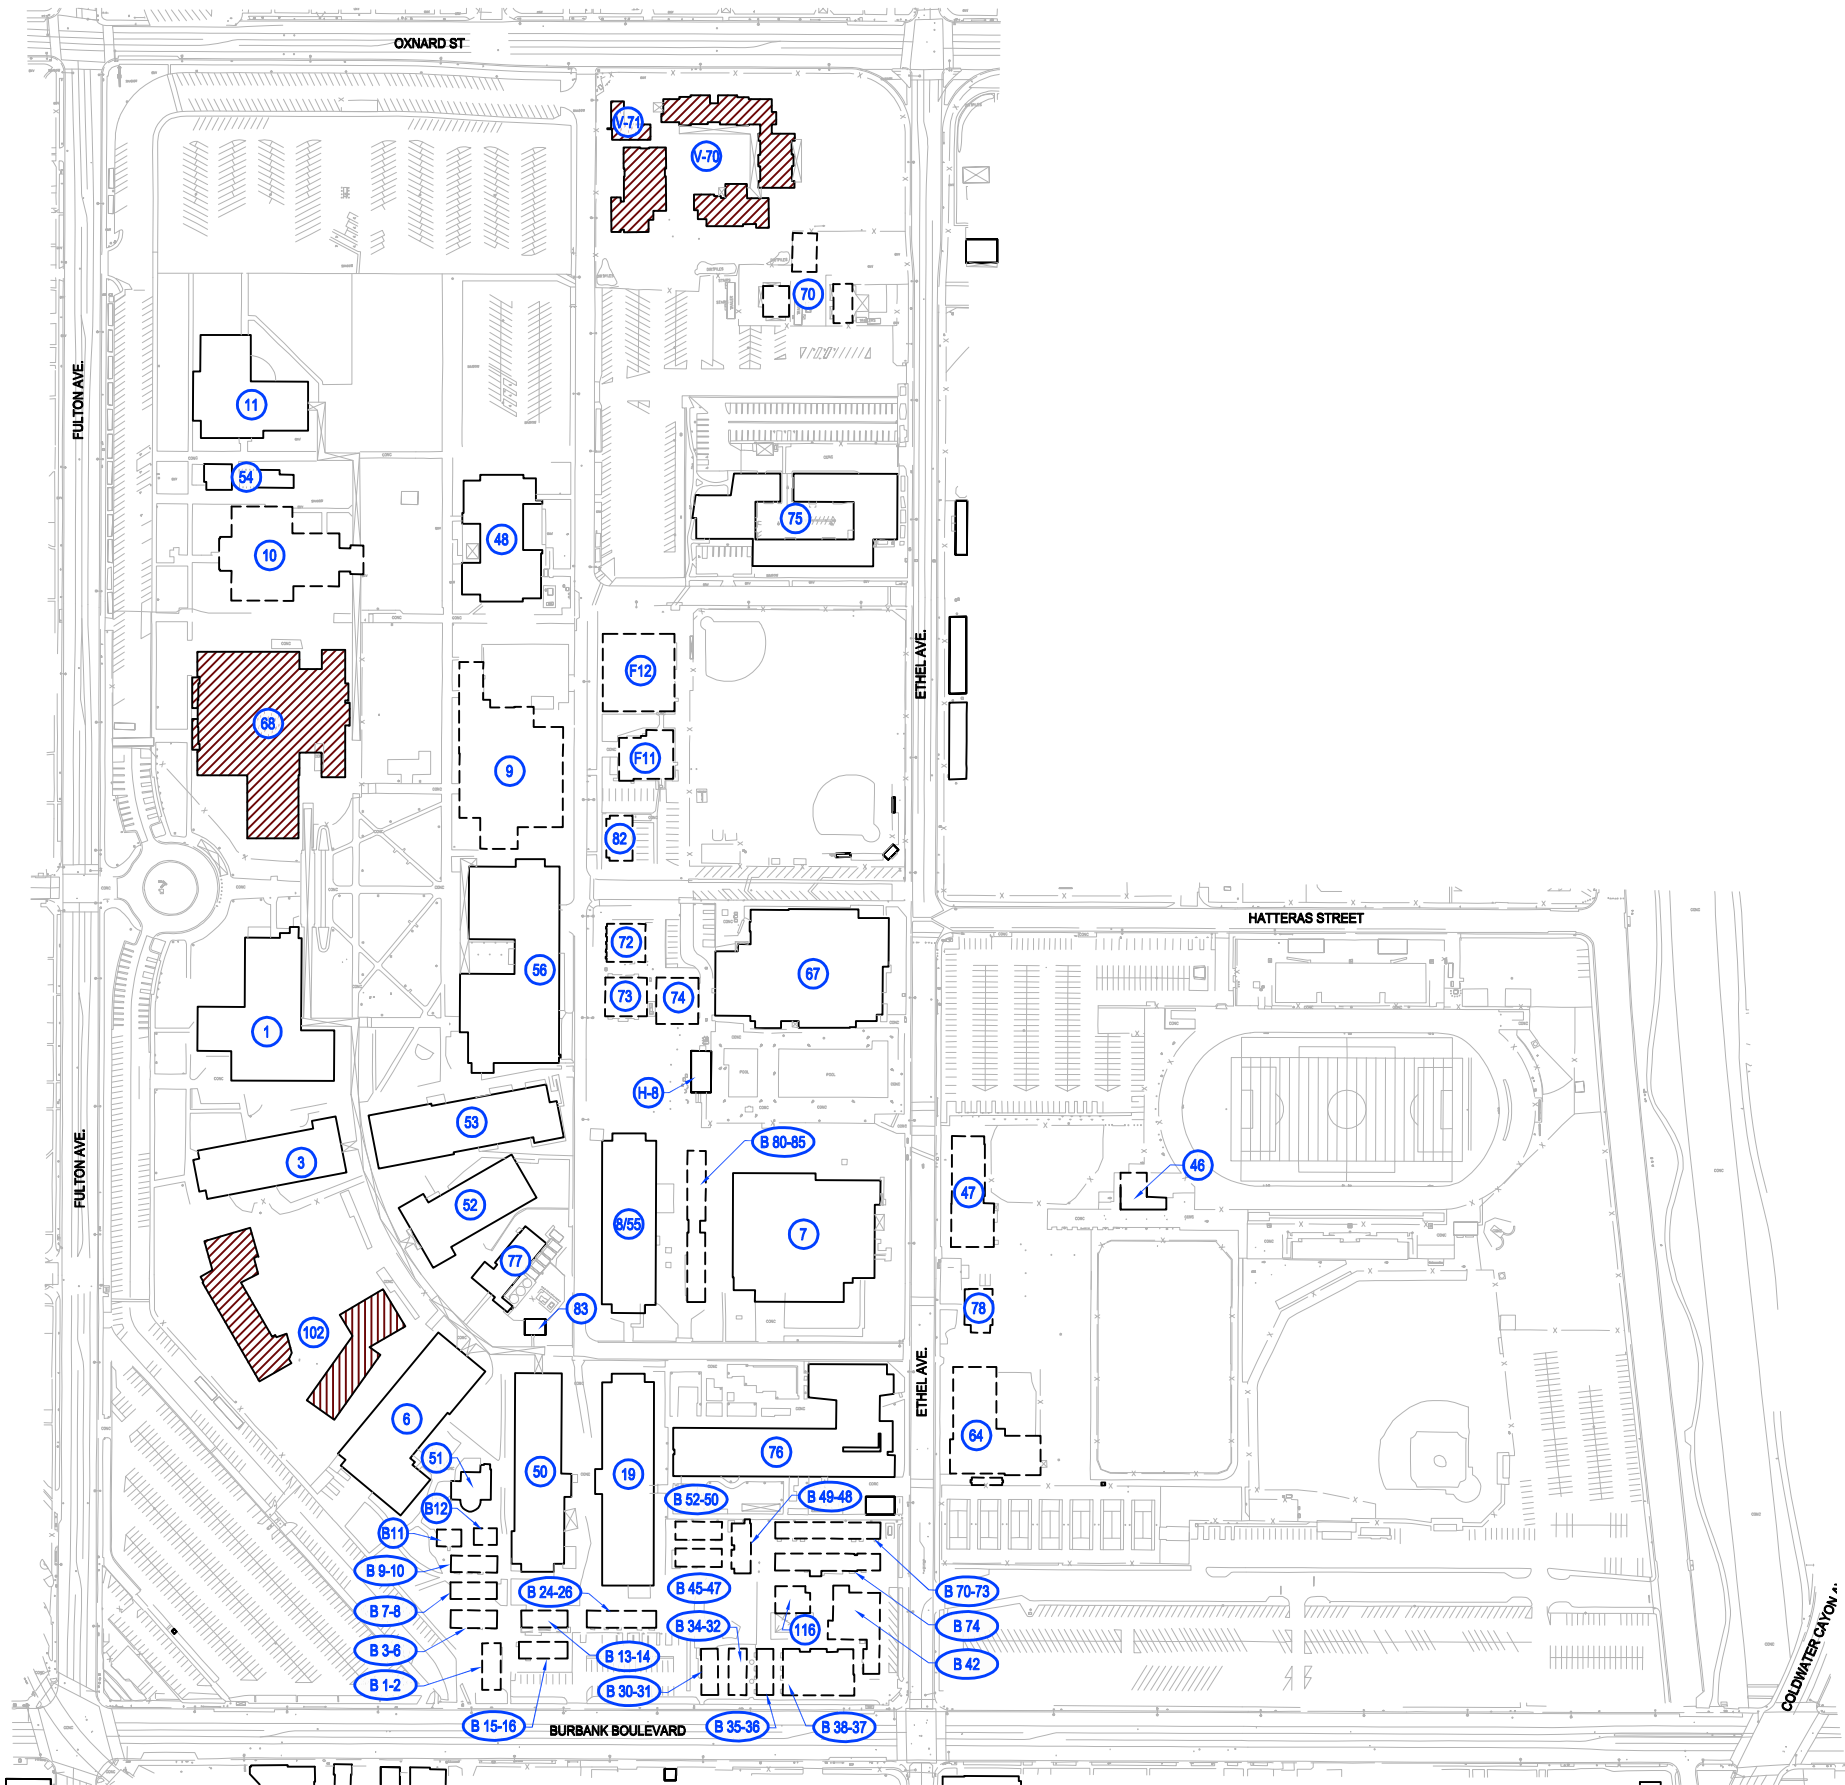 OXNARD ST
V-71
V-70
70
FULTON AVE.
11
54
75
48
10
ETHEL AVE.
F12
68
F11
9
82
HATTERAS STREET
72
56
67
73
74
1
H-8
53
B 80-85
3
46
FULTON AVE.
47
52
8/55
7
77
83
78
102
ETHEL AVE.
6
64
76
51
50
19
B 52-50
B 49-48
B12
B11
B 9-10
B 24-26
B 45-47
B 70-73
B 7-8
B 34-32
116
B 74
B 3-6
B 13-14
B 42
B 1-2
B 30-31
B 15-16
BURBANK BOULEVARD
B 35-36
B 38-37
COLDWATER CAYON A